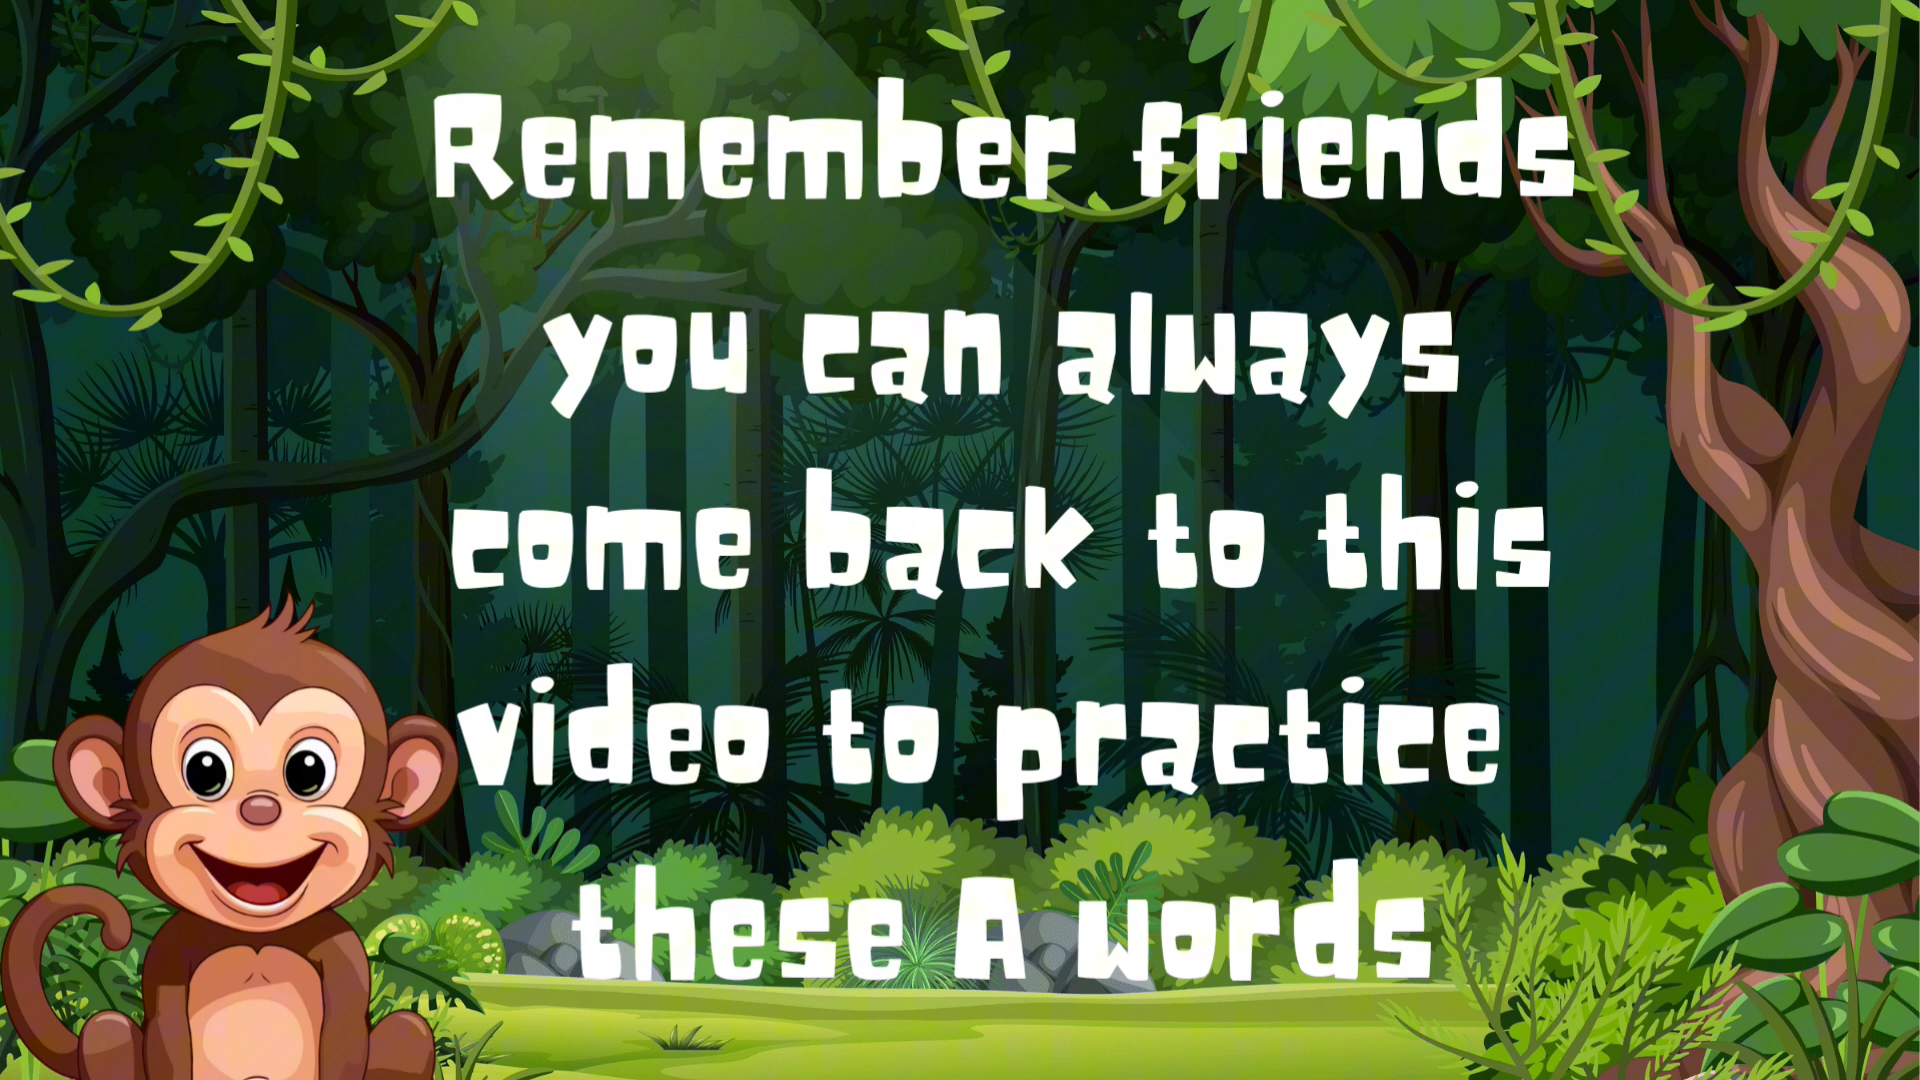 Remember friends
you can always
come back to this
video to practice
these A words